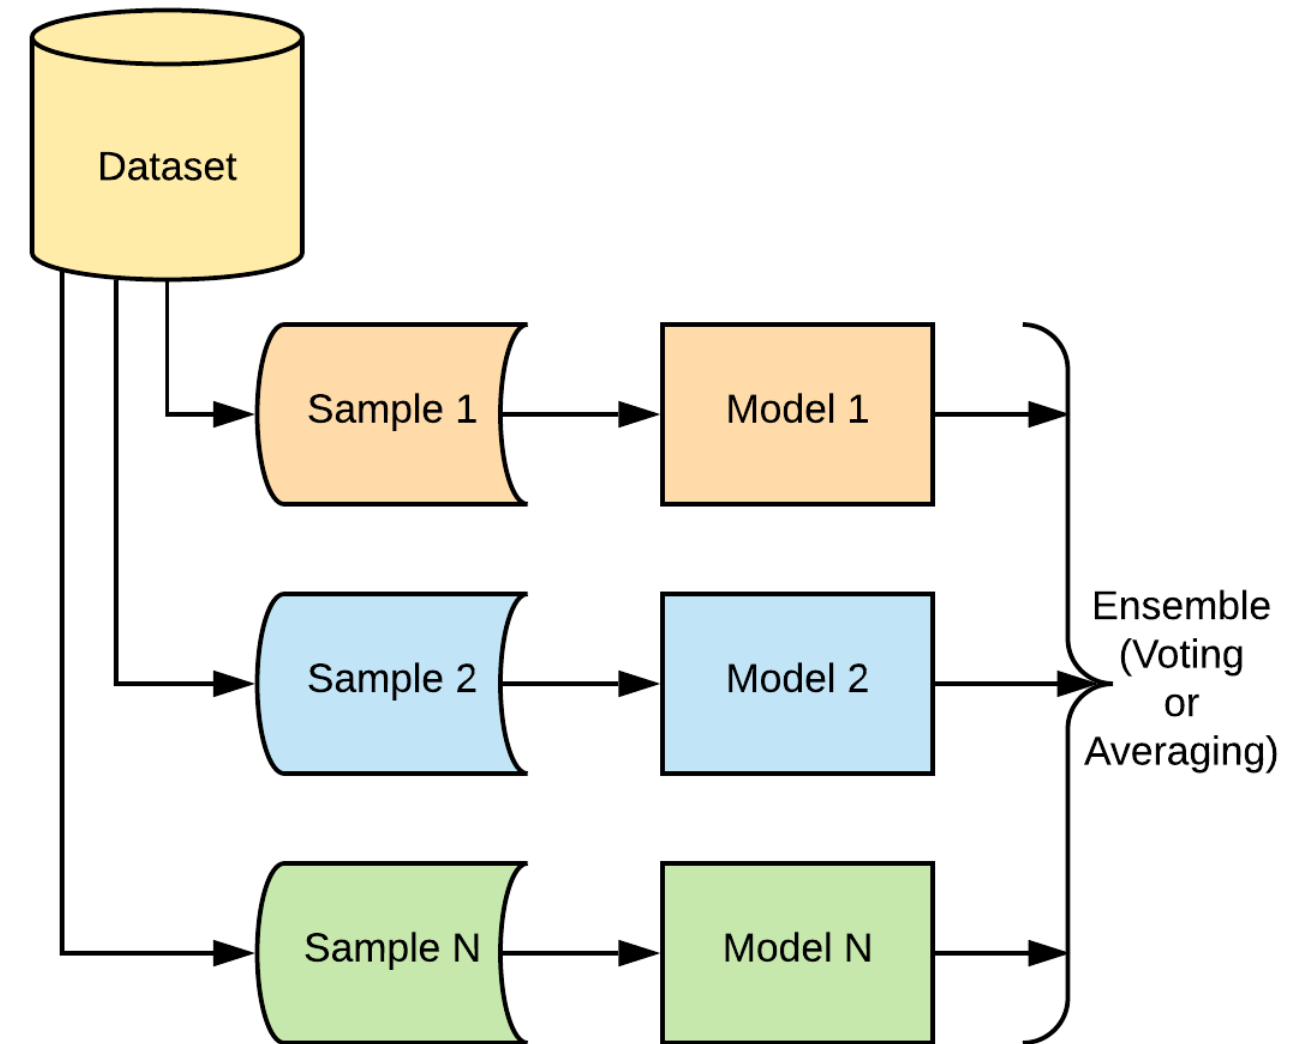 Dataset
Sample 1
Model 1
Sample 2
Model 2
Ensemble
(Voting
or
Averaging)
Sample N
Model N